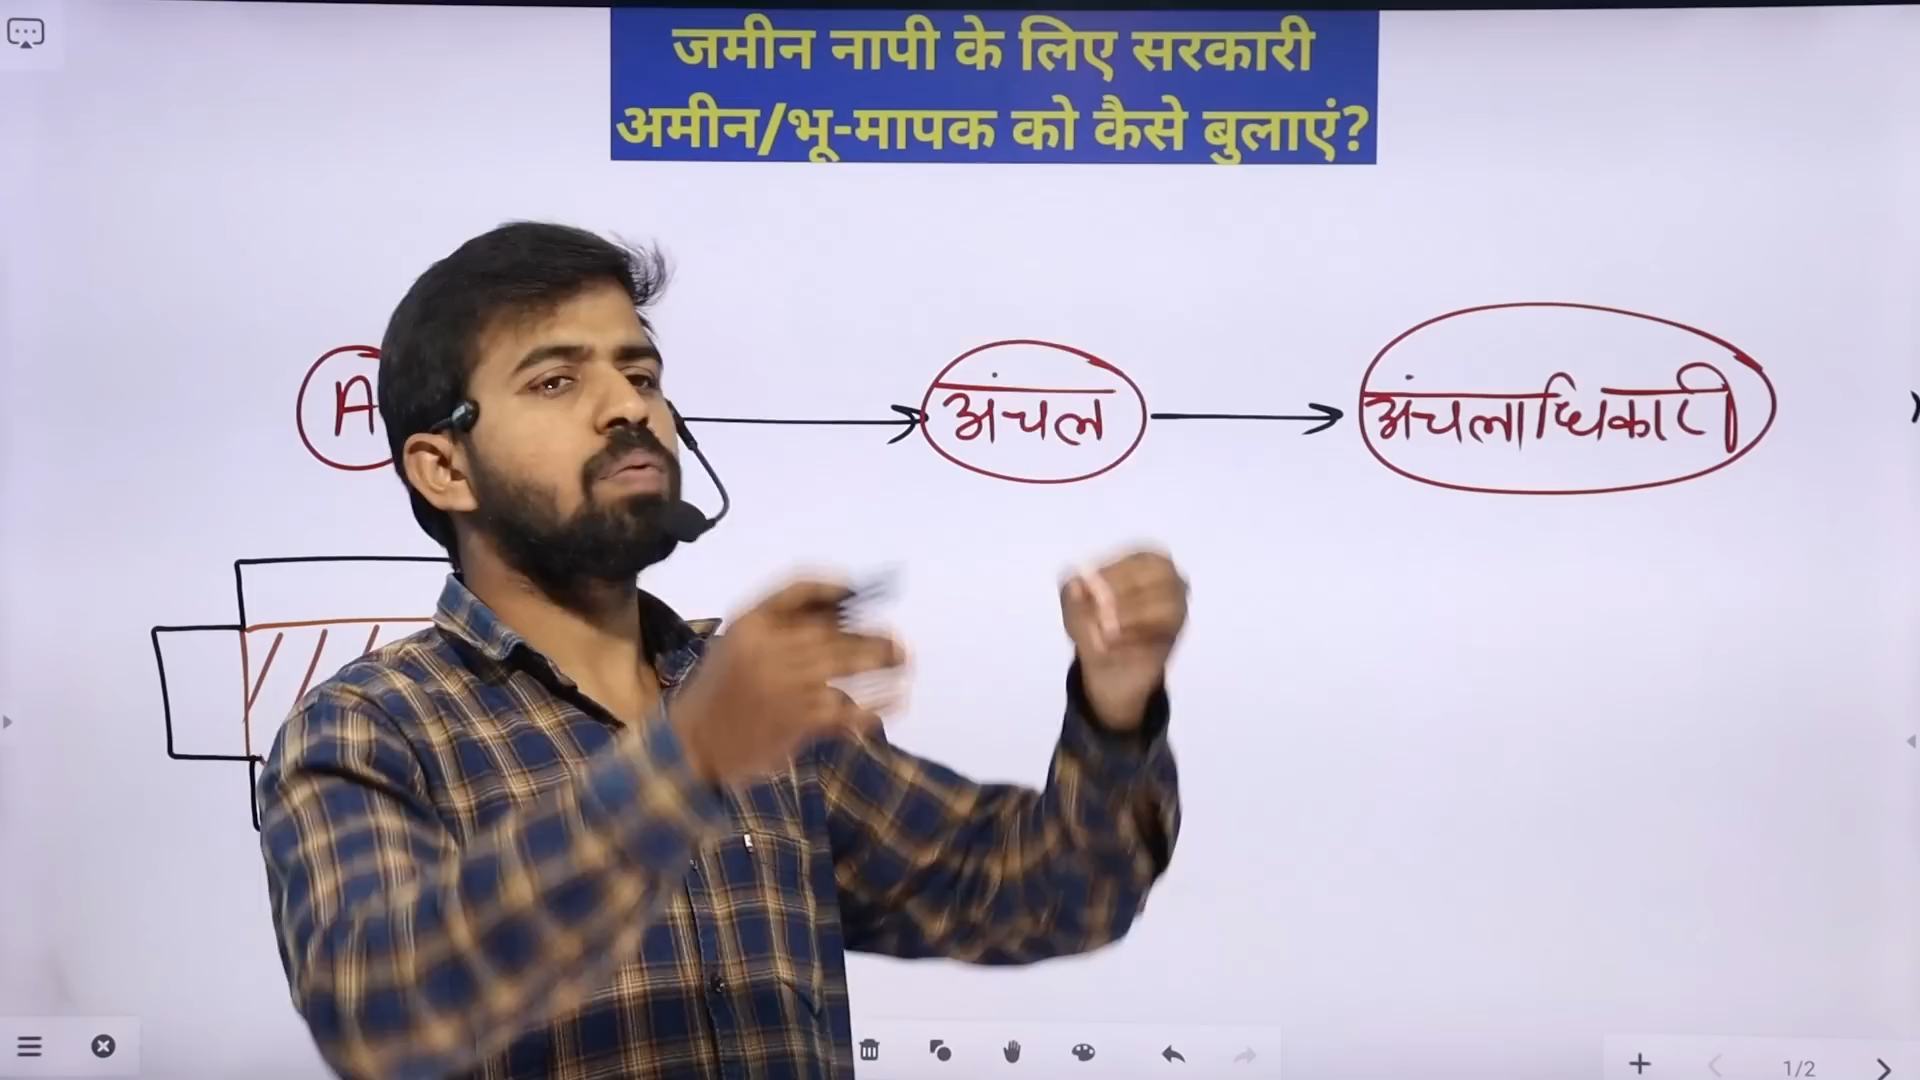 जमीन नापी के लिए सरकारी
अमीन/भू-मापक को कैसे बुलाएं?
A
अंचल
अंचलाधिकारी
1/2